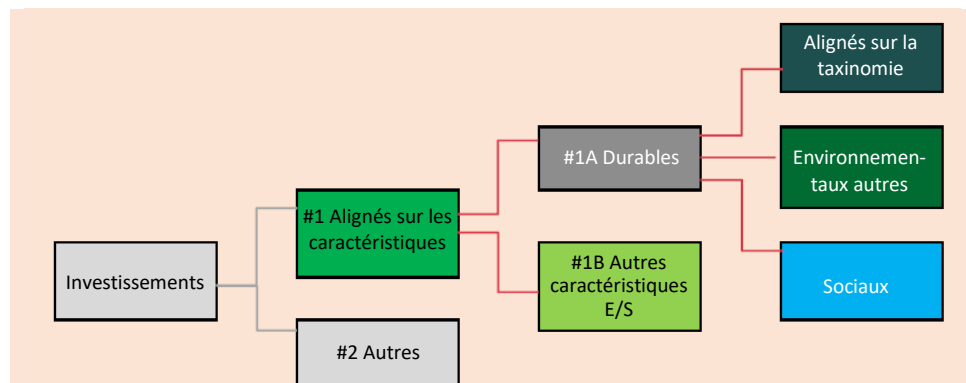 Investissements
#1 Alignés sur les
caractéristiques
#2 Autres
#1A Durables
#1B Autres
caractéristiques
E/S
Alignés sur la
taxinomie
Environnemen-
taux autres
Sociaux